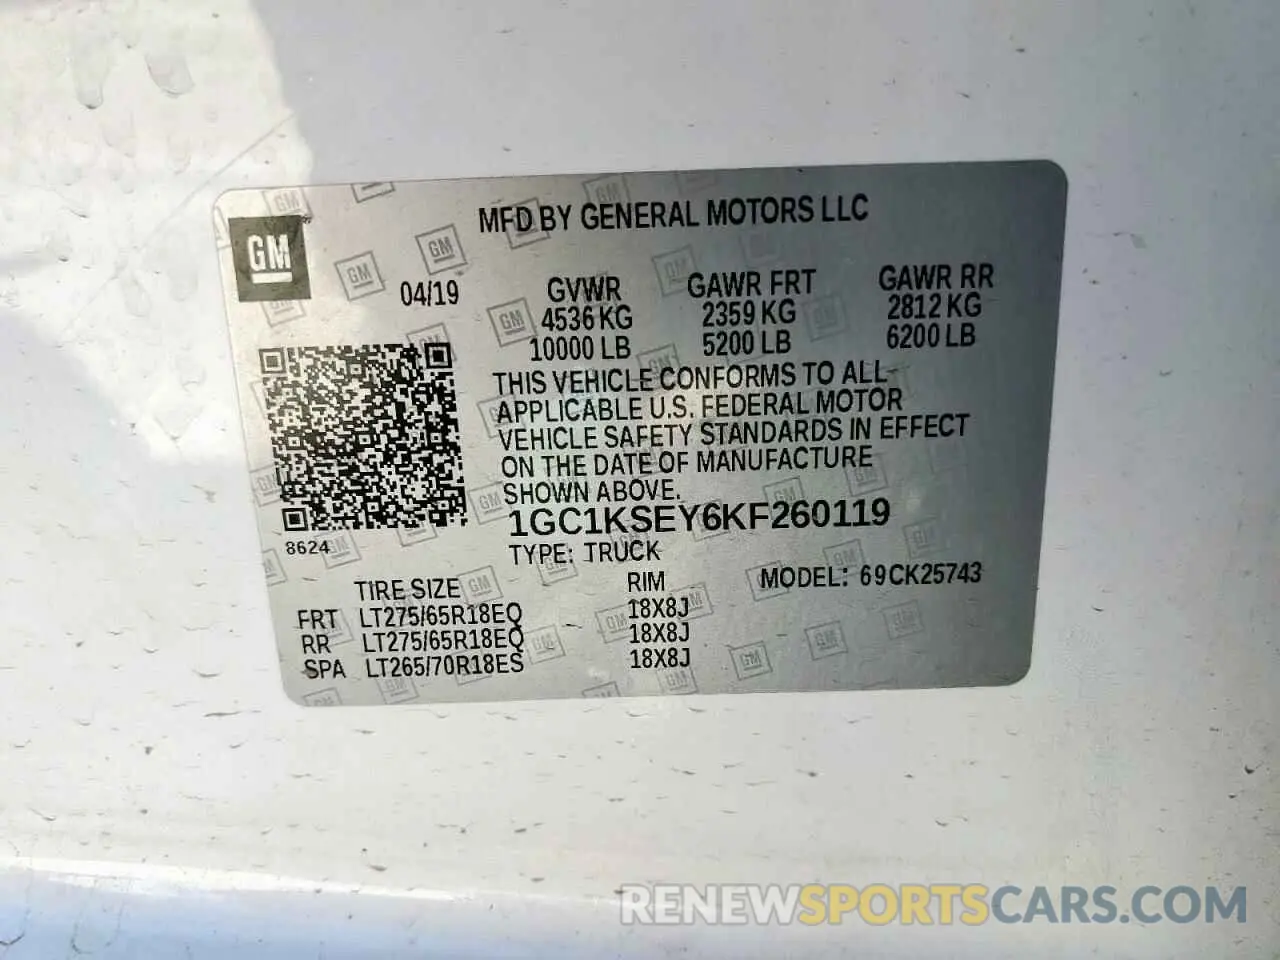 GM
MFD BY GENERAL MOTORS LLC
04/19
GVWR GAWR FRT GAWR RR
4536 KG 2359 KG 2812 KG
10000 LB 5200 LB 6200 LB
THIS VEHICLE CONFORMS TO ALL
APPLICABLE U.S. FEDERAL MOTOR
VEHICLE SAFETY STANDARDS IN EFFECT
ON THE DATE OF MANUFACTURE
SHOWN ABOVE.
1GC1KSEY6KF260119
8624
TYPE: TRUCK
TIRE SIZE RIM MODEL: 69CK25743
FRT LT275/65R18EQ 18X8J
RR LT275/65R18EQ 18X8J
SPA LT265/70R18ES 18X8J
RENEWSPORTSCARS.COM